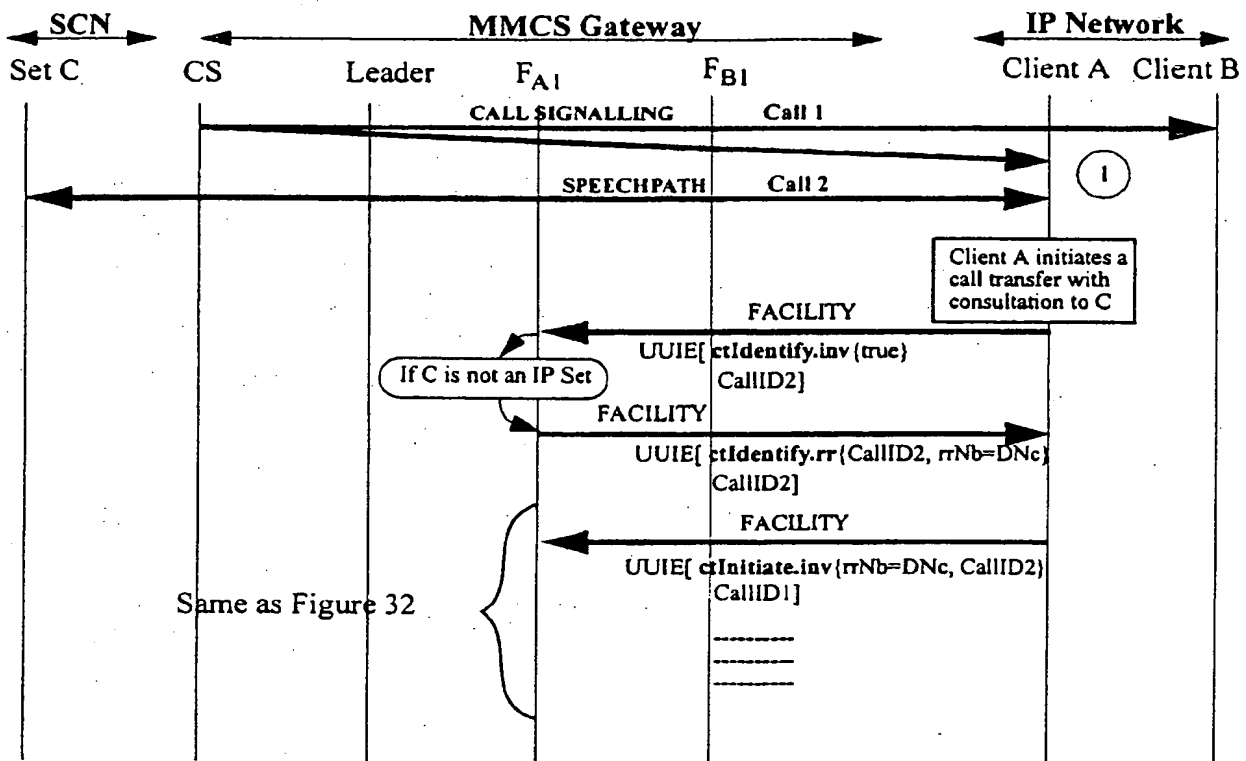 SCN MMCS Gateway IP Network
Set C CS Leader FA1 FB1 Client A Client B
CALL SIGNALLING Call 1
1
SPEECHPATH Call 2
Client A initiates a
call transfer with
consultation to C
FACILITY
UUIE[ ctIdentify.inv{true}
CallID2]
If C is not an IP Set
FACILITY
UUIE[ ctIdentify.rr{CallID2, rrNb=DNc}
CallID2]
FACILITY
UUIE[ ctInitiate.inv{rrNb=DNc, CallID2}
CallID1]
Same as Figure 32